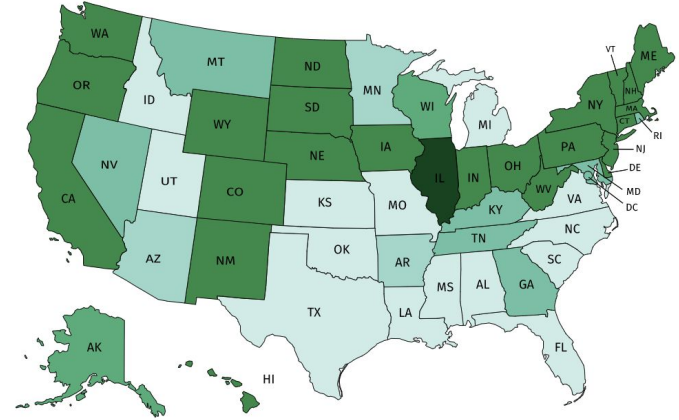 WA
OR
CA
NV
ID
MT
WY
UT
AZ
CO
NM
ND
SD
NE
KS
OK
TX
MN
IA
MO
AR
LA
WI
IL
MI
IN
OH
KY
TN
MS
AL
GA
FL
SC
NC
VA
WV
PA
NY
VT
NH
ME
MA
CT
RI
NJ
DE
MD
DC
AK
HI